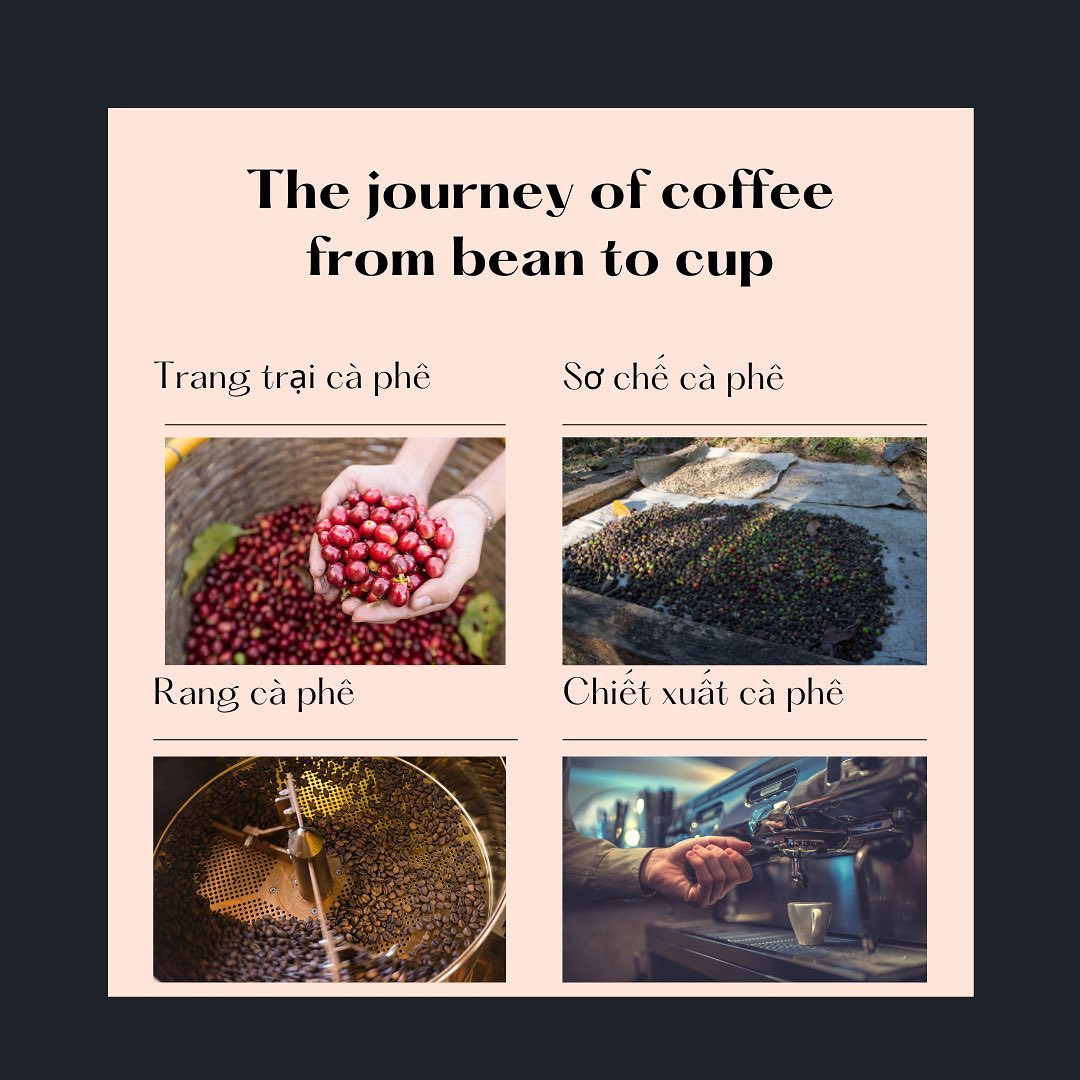 The journey of coffee
from bean to cup
Trang trại cà phê
Sơ chế cà phê
Rang cà phê
Chiết xuất cà phê